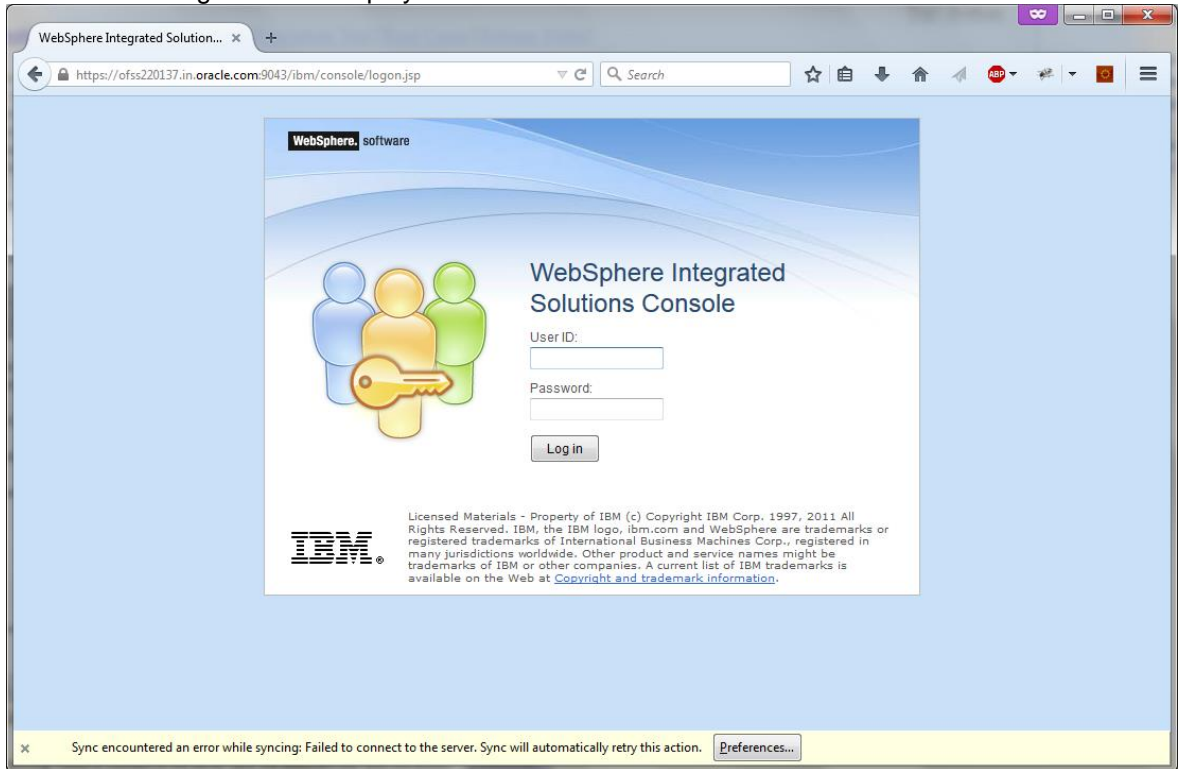 WebSphere Integrated Solution... × +
https://ofss220137.in.oracle.com:9043/ibm/console/logon.jsp Search ABP
WebSphere. software
WebSphere Integrated
Solutions Console
User ID:
Password:
Log in
IBM®
Licensed Materials - Property of IBM (c) Copyright IBM Corp. 1997, 2011 All
Rights Reserved. IBM, the IBM logo, ibm.com and WebSphere are trademarks or
registered trademarks of International Business Machines Corp., registered in
many jurisdictions worldwide. Other product and service names might be
trademarks of IBM or other companies. A current list of IBM trademarks is
available on the Web at Copyright and trademark information.
× Sync encountered an error while syncing: Failed to connect to the server. Sync will automatically retry this action. Preferences...